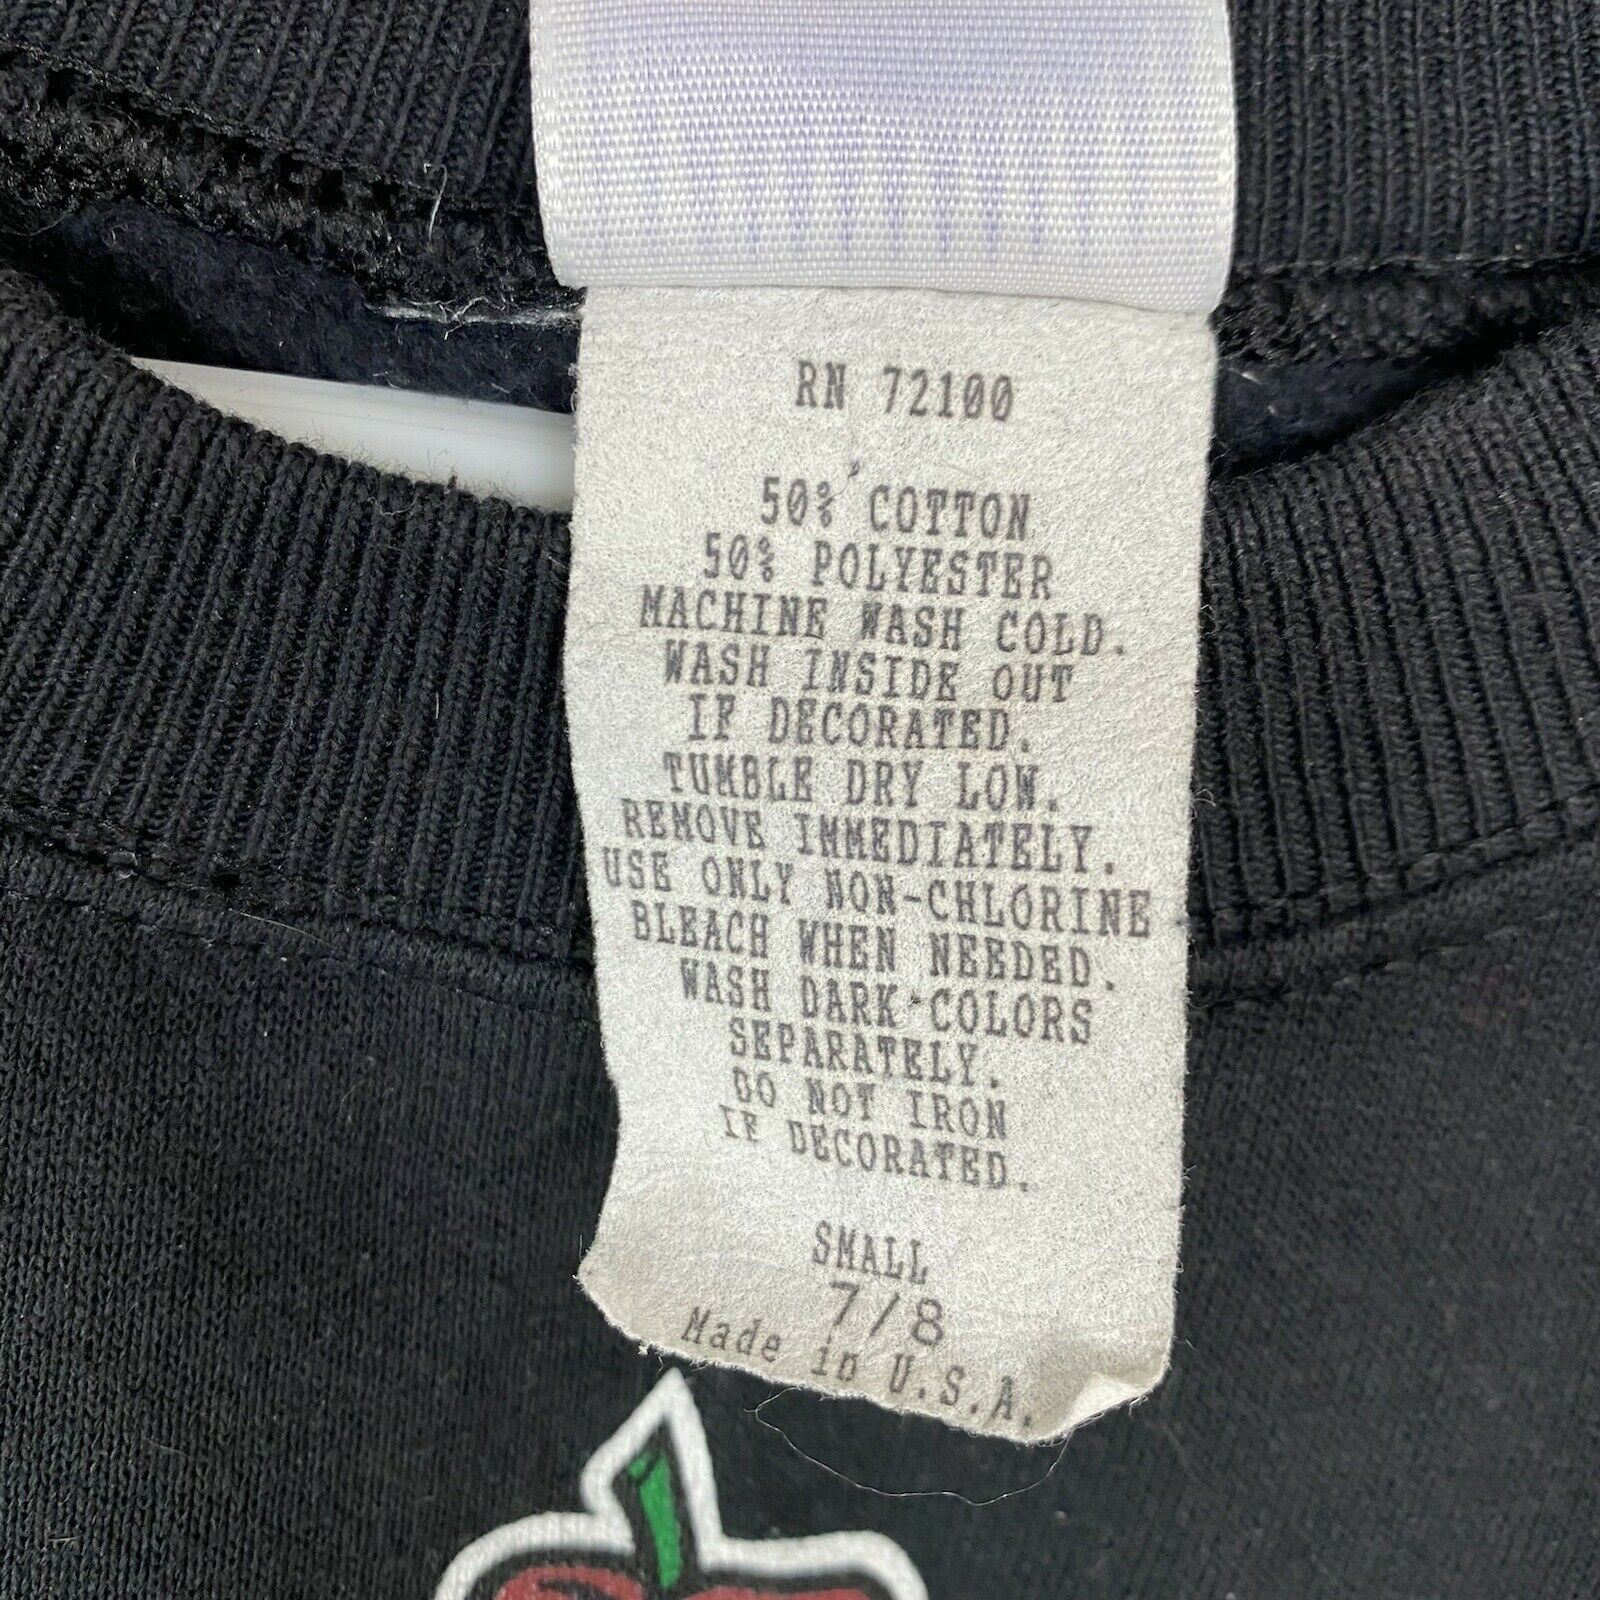 RN 72100
50% COTTON
50% POLYESTER
MACHINE WASH COLD.
WASH INSIDE OUT
IF DECORATED.
TUMBLE DRY LOW.
REMOVE IMMEDIATELY.
USE ONLY NON-CHLORINE
BLEACH WHEN NEEDED.
WASH DARK COLORS
SEPARATELY.
DO NOT IRON
IF DECORATED.
SMALL
7/8
Made in U.S.A.